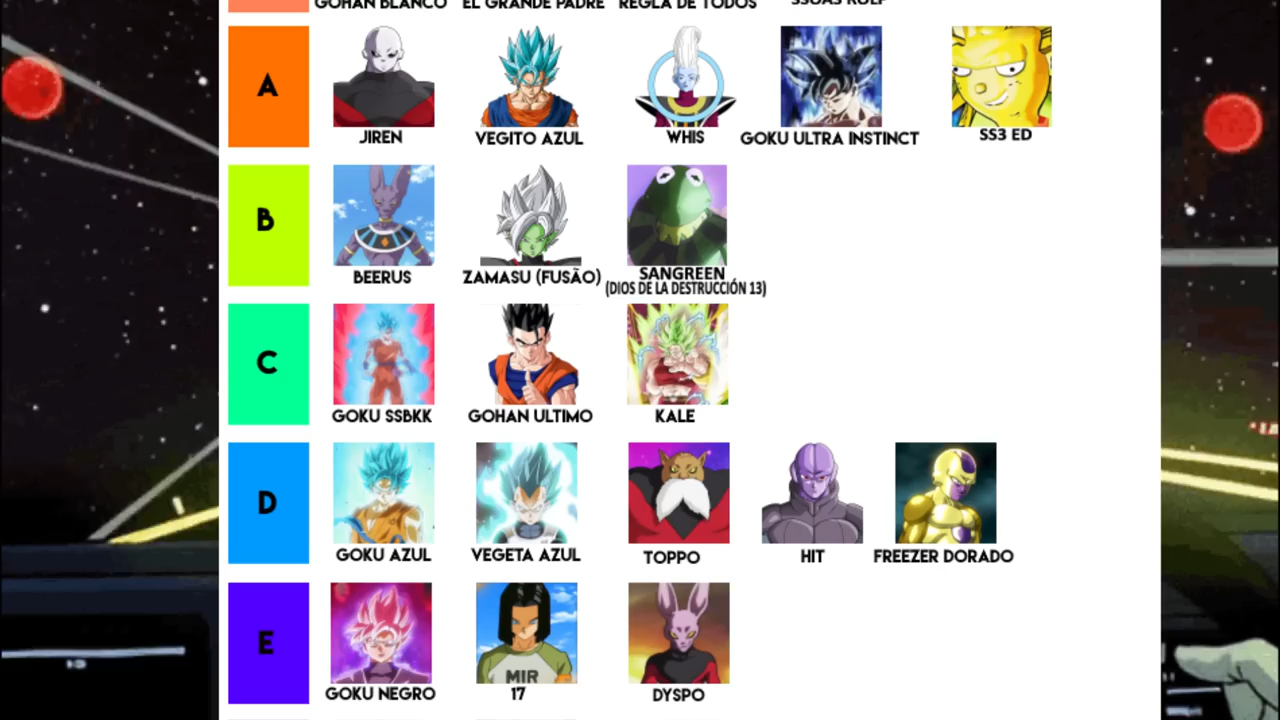 GOHAN BLANCO EL GRANDE PADRE REGLA DE TODOS SSGAS ROLF
A
JIREN VEGITO AZUL WHIS GOKU ULTRA INSTINCT SS3 ED
B
BEERUS ZAMASU (FUSÃO) SANGREEN
(DIOS DE LA DESTRUCCIÓN 13)
C
GOKU SSBKK GOHAN ULTIMO KALE
D
GOKU AZUL VEGETA AZUL TOPPO HIT FREEZER DORADO
E
MIR
GOKU NEGRO 17 DYSPO